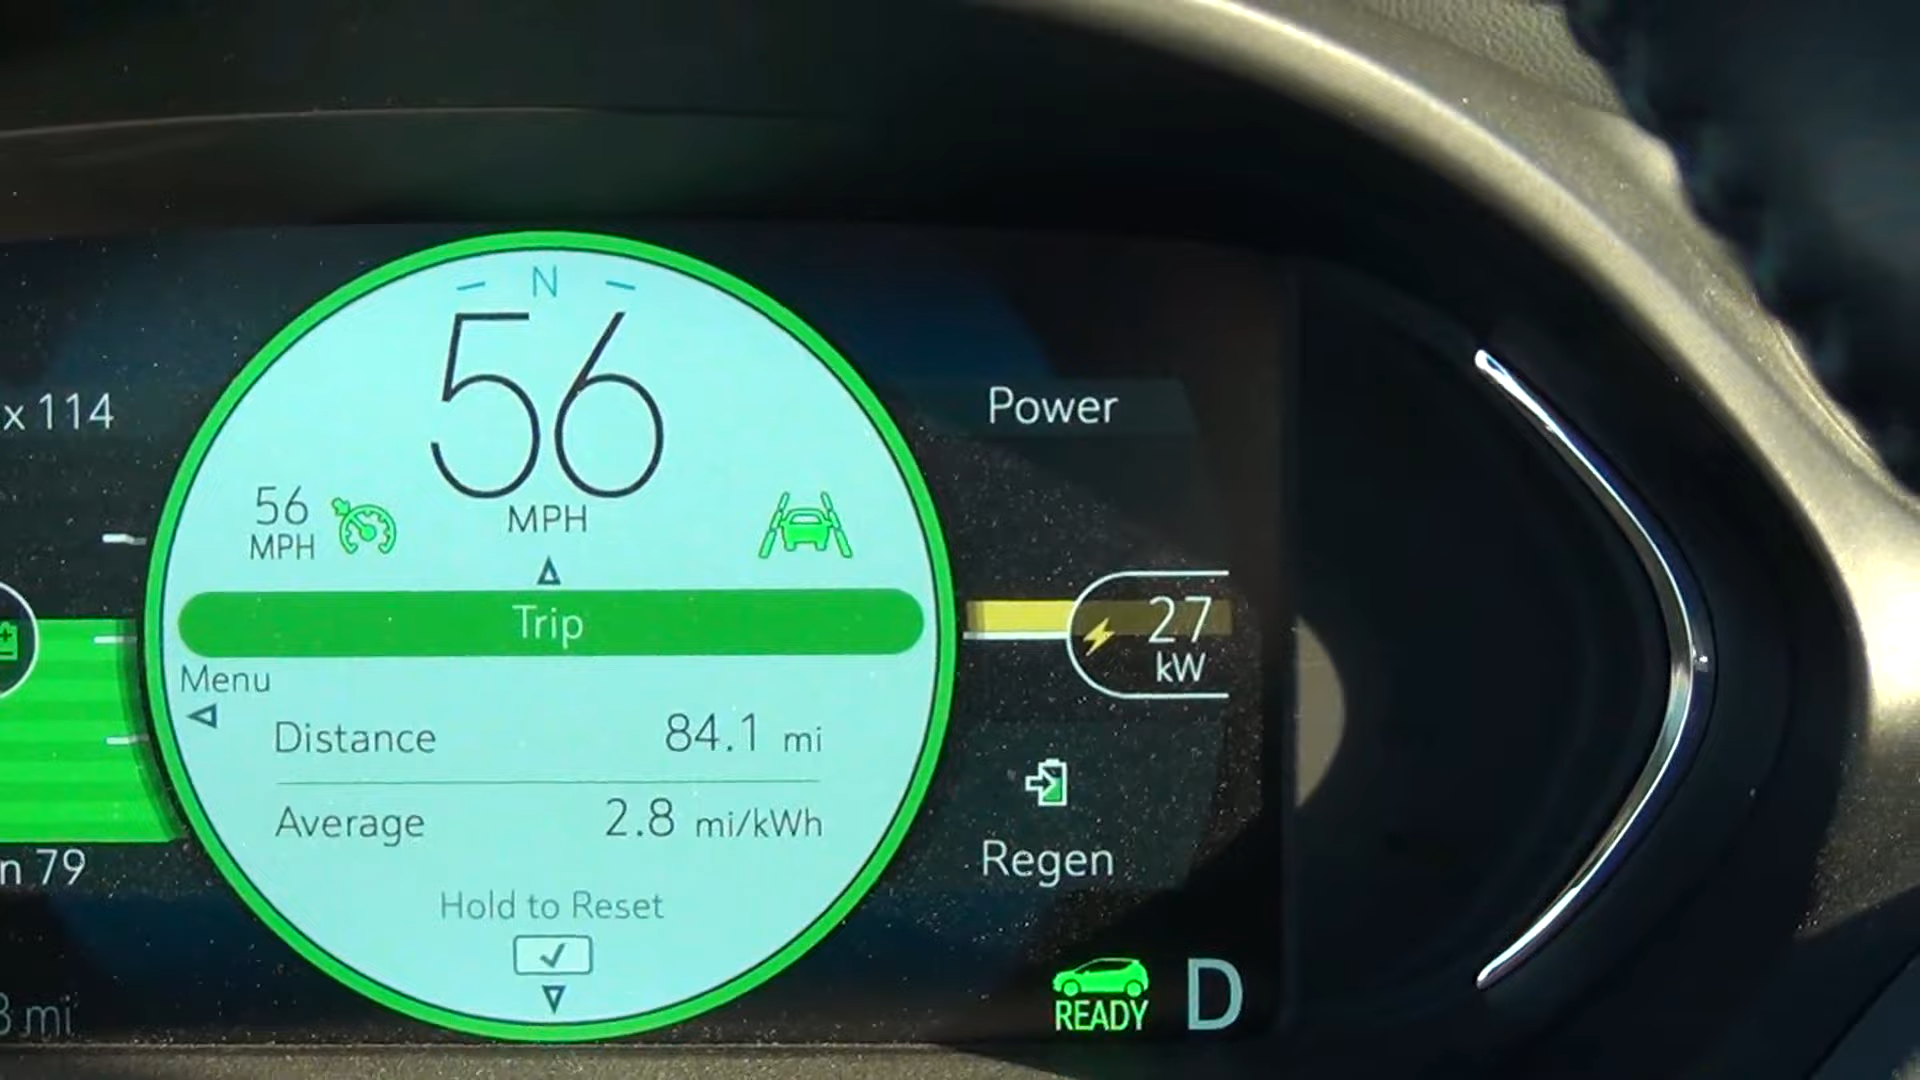 N
56
MPH
56
MPH
x 114
Power
Trip
27
kW
Menu
Distance 84.1 mi
Average 2.8 mi/kWh
n 79
Regen
Hold to Reset
READY
D
3 mi